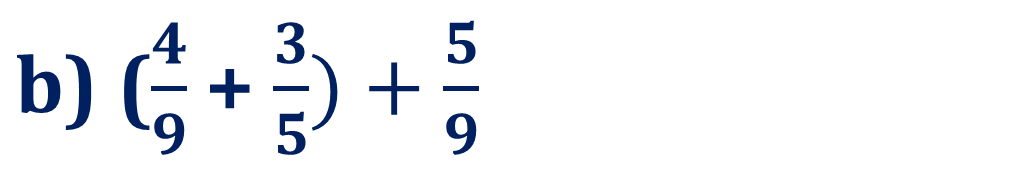 b) (4/9 + 3/5) + 5/9